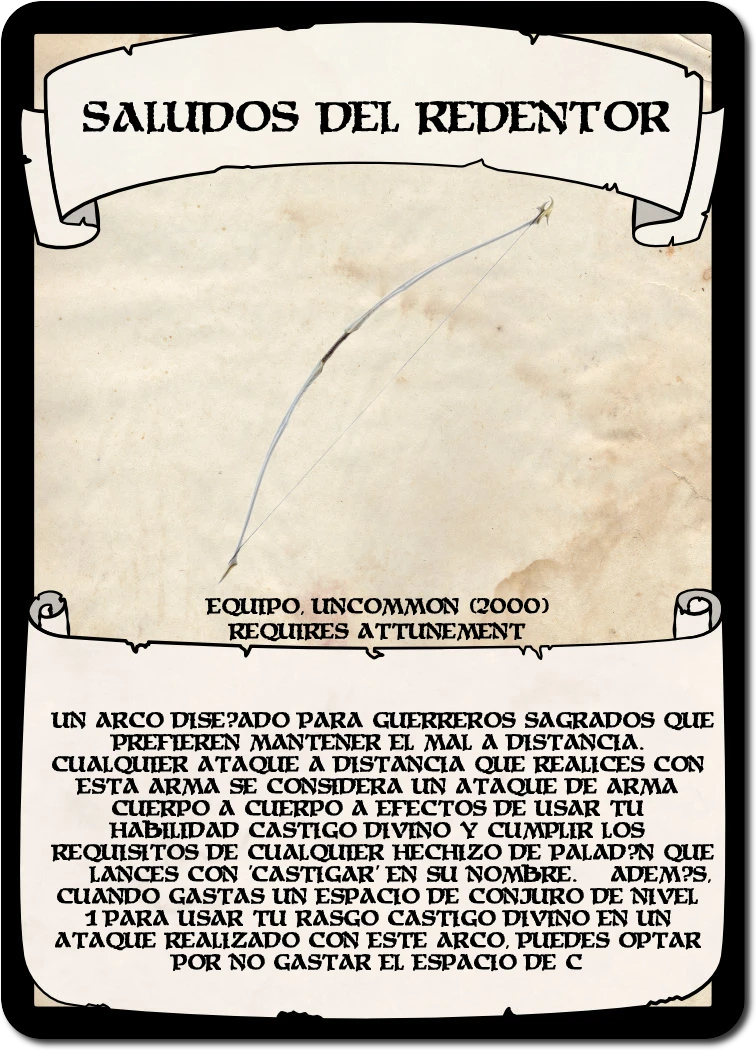 SALUDOS DEL REDENTOR
EQUIPO, UNCOMMON (2000)
REQUIRES ATTUNEMENT
UN ARCO DISE?ADO PARA GUERREROS SAGRADOS QUE
PREFIEREN MANTENER EL MAL A DISTANCIA.
CUALQUIER ATAQUE A DISTANCIA QUE REALICES CON
ESTA ARMA SE CONSIDERA UN ATAQUE DE ARMA
CUERPO A CUERPO A EFECTOS DE USAR TU
HABILIDAD CASTIGO DIVINO Y CUMPLIR LOS
REQUISITOS DE CUALQUIER HECHIZO DE PALAD?N QUE
LANCES CON 'CASTIGAR' EN SU NOMBRE. ADEM?S,
CUANDO GASTAS UN ESPACIO DE CONJURO DE NIVEL
1 PARA USAR TU RASGO CASTIGO DIVINO EN UN
ATAQUE REALIZADO CON ESTE ARCO, PUEDES OPTAR
POR NO GASTAR EL ESPACIO DE C